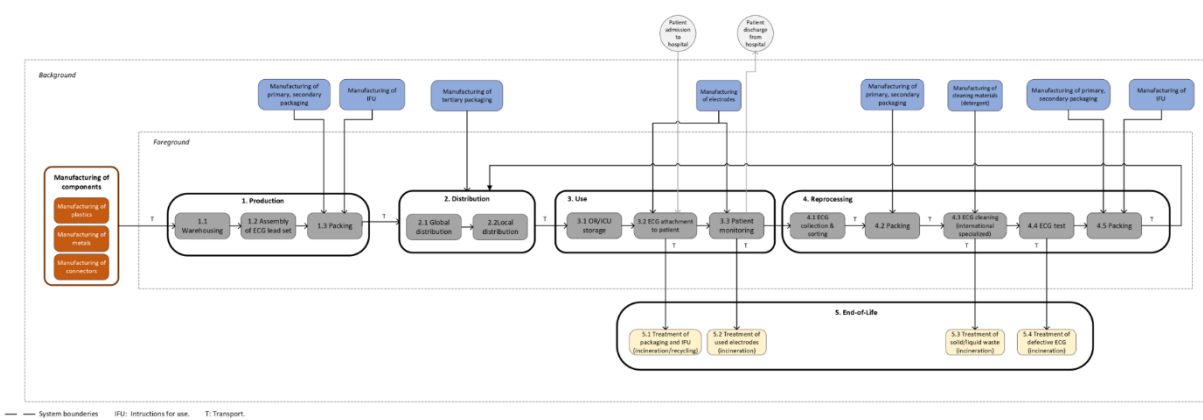 Patient
admission
to
hospital
Patient
discharge
from
hospital
Background
Manufacturing of
primary, secondary
packaging
Manufacturing of
IFU
Manufacturing of
tertiary packaging
Manufacturing
of electrodes
Manufacturing of
primary, secondary
packaging
Manufacturing of
cleaning materials
(detergent)
Manufacturing of primary,
secondary packaging
Manufacturing of
IFU
Foreground
Manufacturing of
components
Manufacturing of
plastics
Manufacturing of
metals
Manufacturing of
connectors
T
1. Production
1.1
Warehousing
1.2 Assembly
of ECG lead set
1.3 Packing
T
2. Distribution
2.1 Global
distribution
2.2Local
distribution
T
3. Use
3.1 OR/ICU
storage
3.2 ECG attachment
to patient
3.3 Patient
monitoring
T
T
4. Reprocessing
4.1 ECG
collection &
sorting
T
4.2 Packing
T
4.3 ECG cleaning
(international
specialized)
4.4 ECG test
4.5 Packing
T
T
T
5. End-of-Life
5.1 Treatment of
packaging and IFU
(incineration/recycling)
5.2 Treatment of
used electrodes
(incineration)
5.3 Treatment of
solid/liquid waste
(incineration)
5.4 Treatment of
defective ECG
(incineration)
System bounderies IFU: Intructions for use. T: Transport.